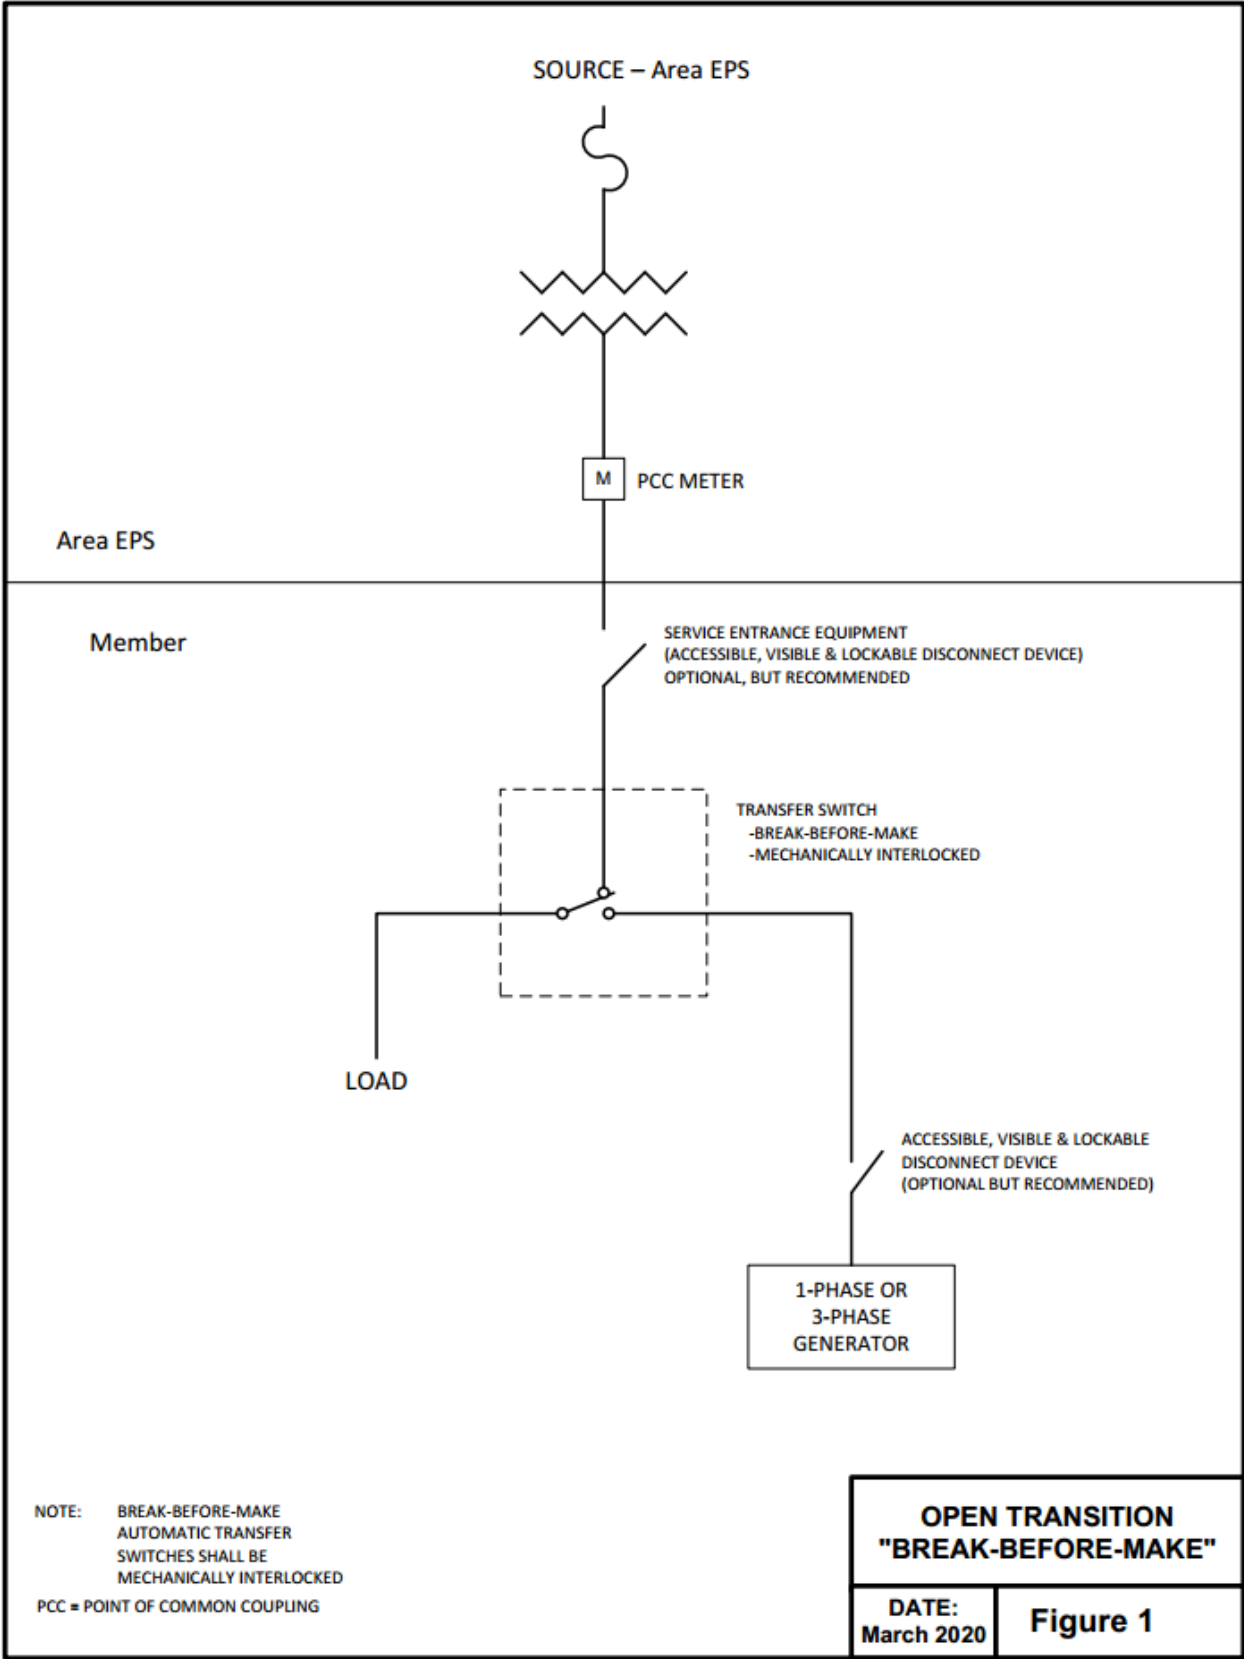 SOURCE – Area EPS
M
PCC METER
Area EPS
Member
SERVICE ENTRANCE EQUIPMENT
(ACCESSIBLE, VISIBLE & LOCKABLE DISCONNECT DEVICE)
OPTIONAL, BUT RECOMMENDED
TRANSFER SWITCH
-BREAK-BEFORE-MAKE
-MECHANICALLY INTERLOCKED
LOAD
ACCESSIBLE, VISIBLE & LOCKABLE
DISCONNECT DEVICE
(OPTIONAL BUT RECOMMENDED)
1-PHASE OR
3-PHASE
GENERATOR
NOTE: BREAK-BEFORE-MAKE
AUTOMATIC TRANSFER
SWITCHES SHALL BE
MECHANICALLY INTERLOCKED
PCC = POINT OF COMMON COUPLING
OPEN TRANSITION
"BREAK-BEFORE-MAKE"
DATE:
March 2020
Figure 1